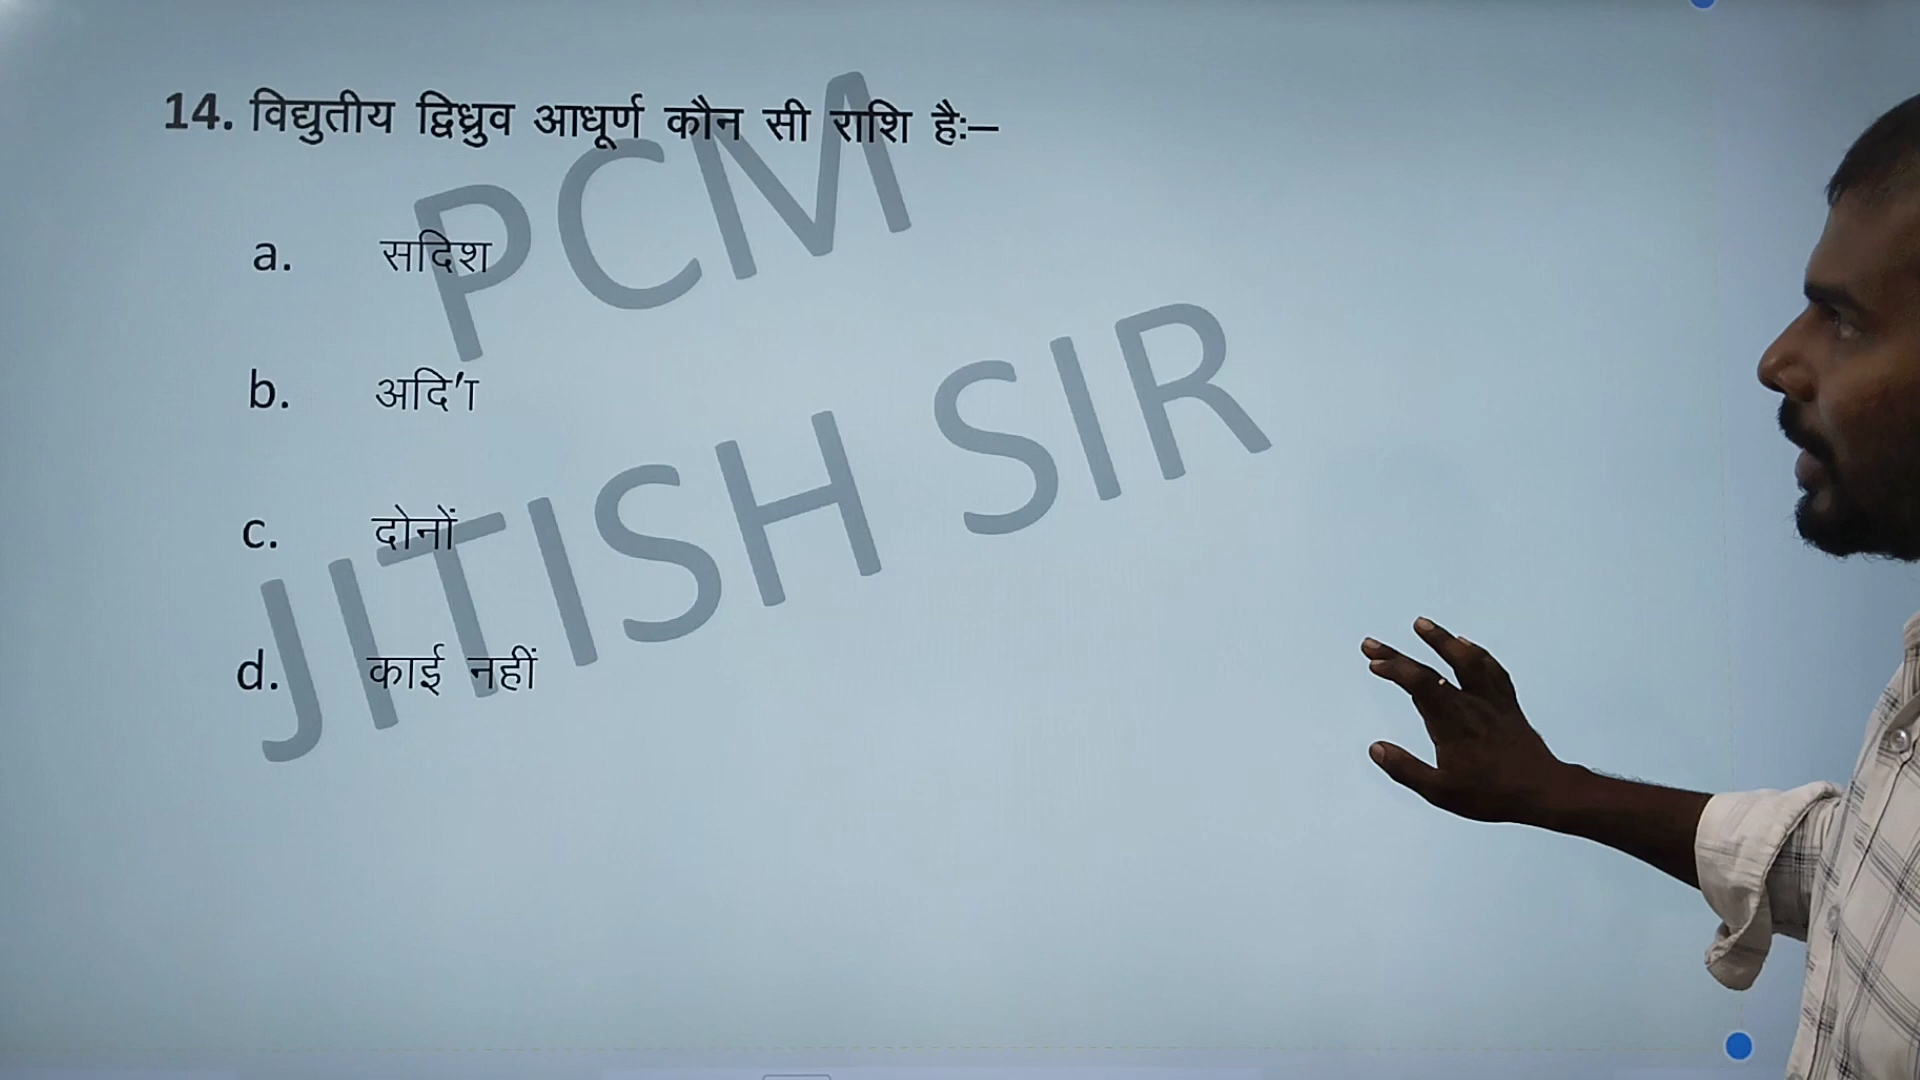 14. विद्युतीय द्विध्रुव आधूर्ण कौन सी राशि है:–
a. सदिश
b. अदि'ा
c. दोनों
d. काई नहीं
PCM
JITISH SIR